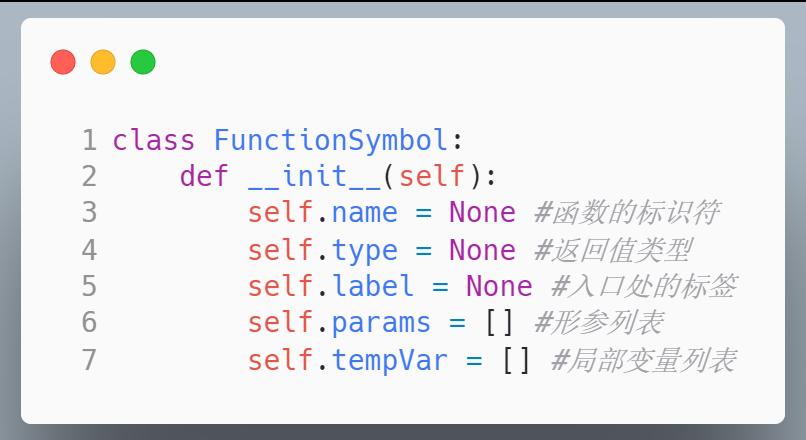 1 class FunctionSymbol:
2     def __init__(self):
3         self.name = None #函数的标识符
4         self.type = None #返回值类型
5         self.label = None #入口处的标签
6         self.params = [] #形参列表
7         self.tempVar = [] #局部变量列表